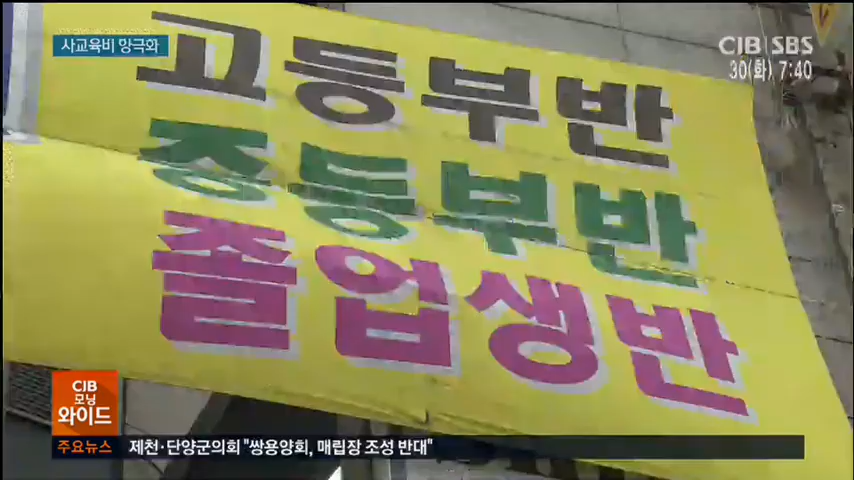 사교육비 양극화
CJB SBS
30(화) 7:40
고등부반
중등부반
졸업생반
CJB
모닝
와이드
주요뉴스 제천·단양군의회 "쌍용양회, 매립장 조성 반대"